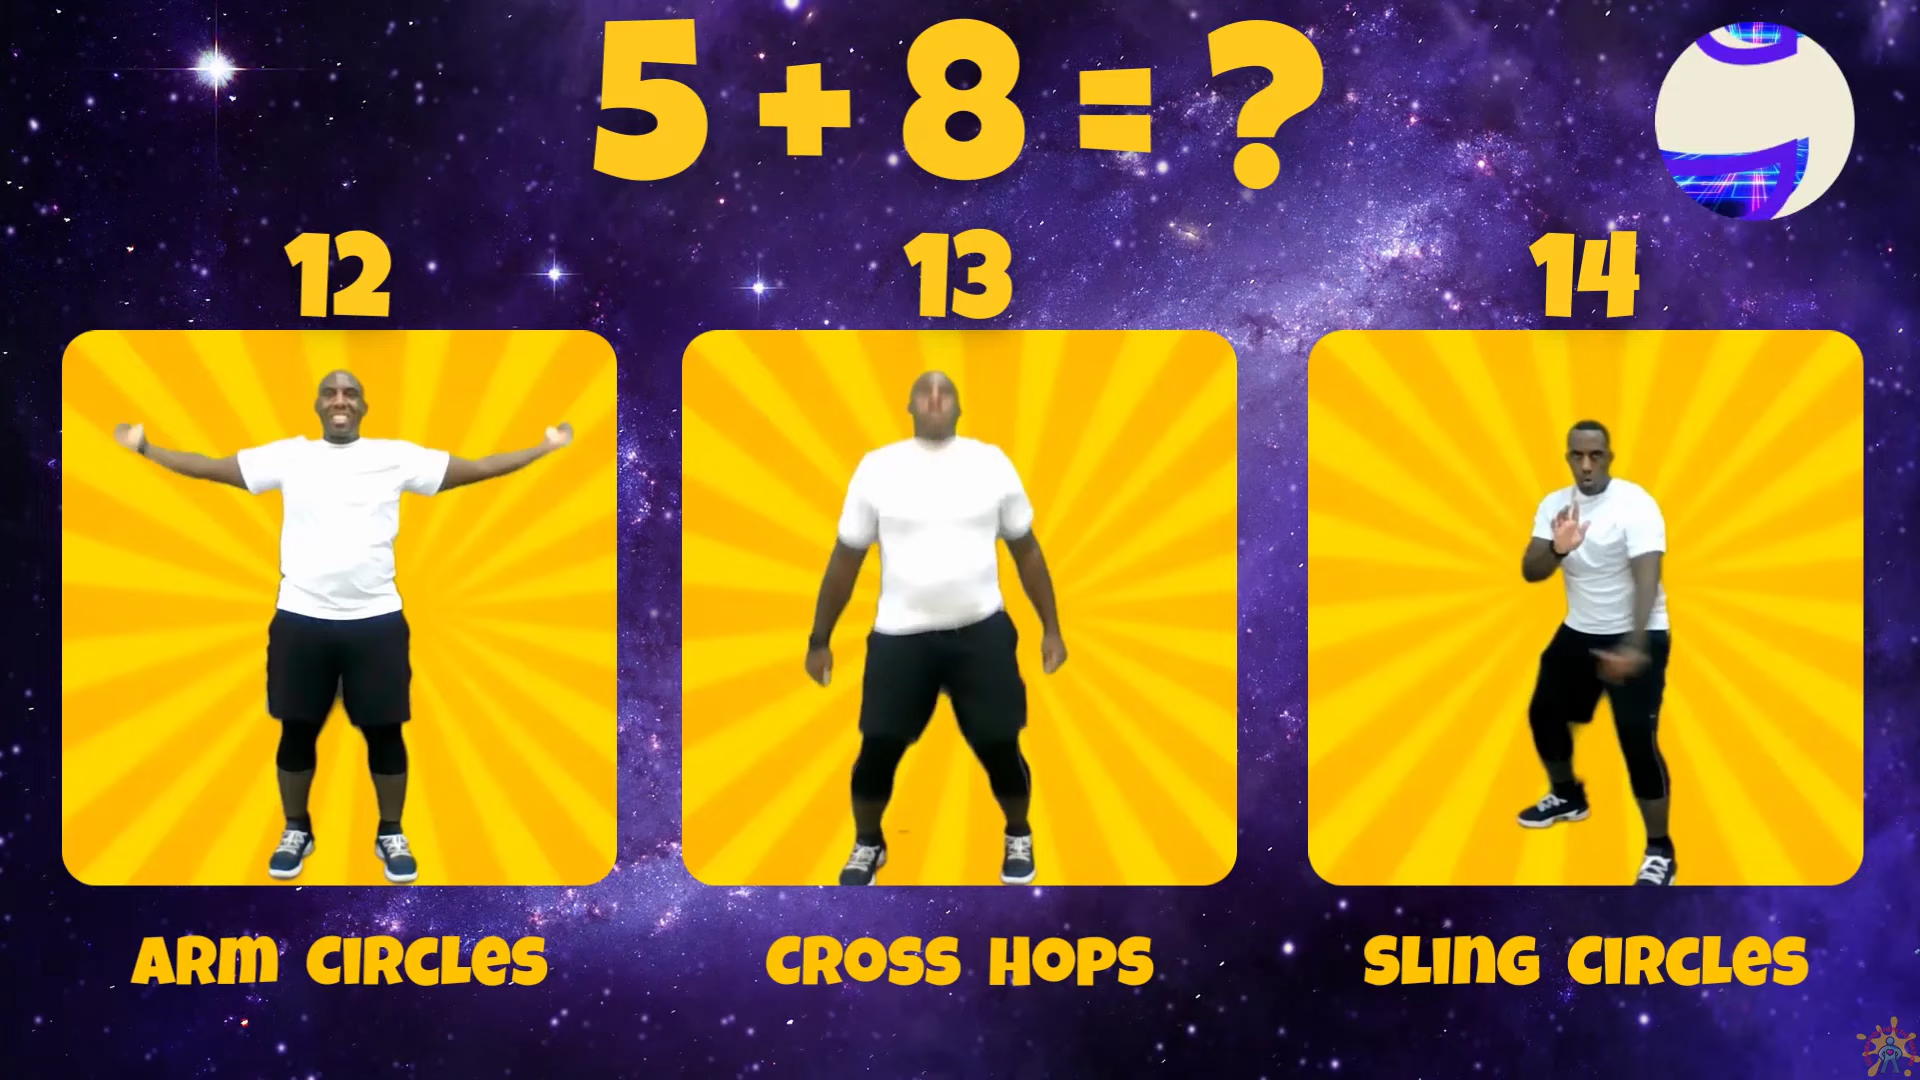 5 + 8 = ?
12
13
14
ARM CIRCLES
CROSS HOPS
SLING CIRCLES